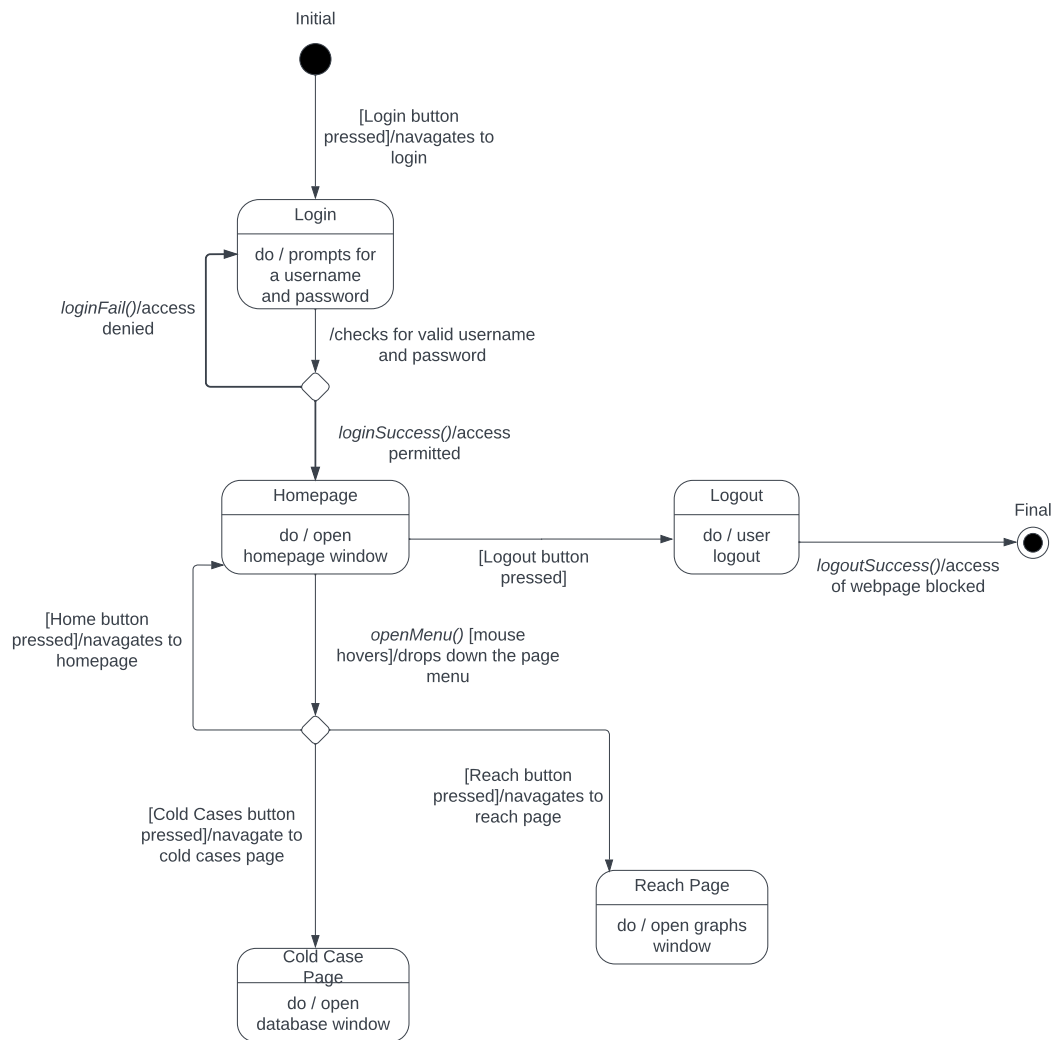 Initial
[Login button
pressed]/navagates to
login
Login
do / prompts for
a username
and password
loginFail()/access
denied
/checks for valid username
and password
loginSuccess()/access
permitted
Homepage
do / open
homepage window
[Logout button
pressed]
Logout
do / user
logout
Final
logoutSuccess()/access
of webpage blocked
[Home button
pressed]/navagates to
homepage
openMenu() [mouse
hovers]/drops down the page
menu
[Reach button
pressed]/navagates to
reach page
[Cold Cases button
pressed]/navagate to
cold cases page
Reach Page
do / open graphs
window
Cold Case
Page
do / open
database window